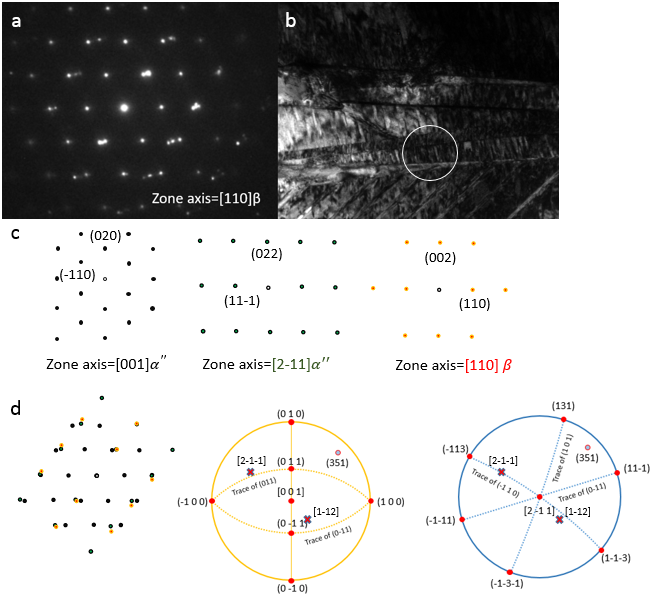 a
b
Zone axis=[110]β
c
(020)
(-110)
Zone axis=[001]α′′
(022)
(11-1)
Zone axis=[2-11]α′′
(002)
(110)
Zone axis=[110] β
d
(0 1 0)
[2-1-1]
(351)
(0 1 1)
Trace of (011)
(-1 0 0)
[0 0 1]
(1 0 0)
[1-12]
(0 -1 1)
Trace of (0-11)
(0 -1 0)
(131)
(-113)
[2-1-1]
Trace of (1 0 1)
(351)
(11-1)
Trace of (-1 1 0)
Trace of (0-11)
[2 -1 1]
[1-12]
(-1-11)
(1-1-3)
(-1-3-1)